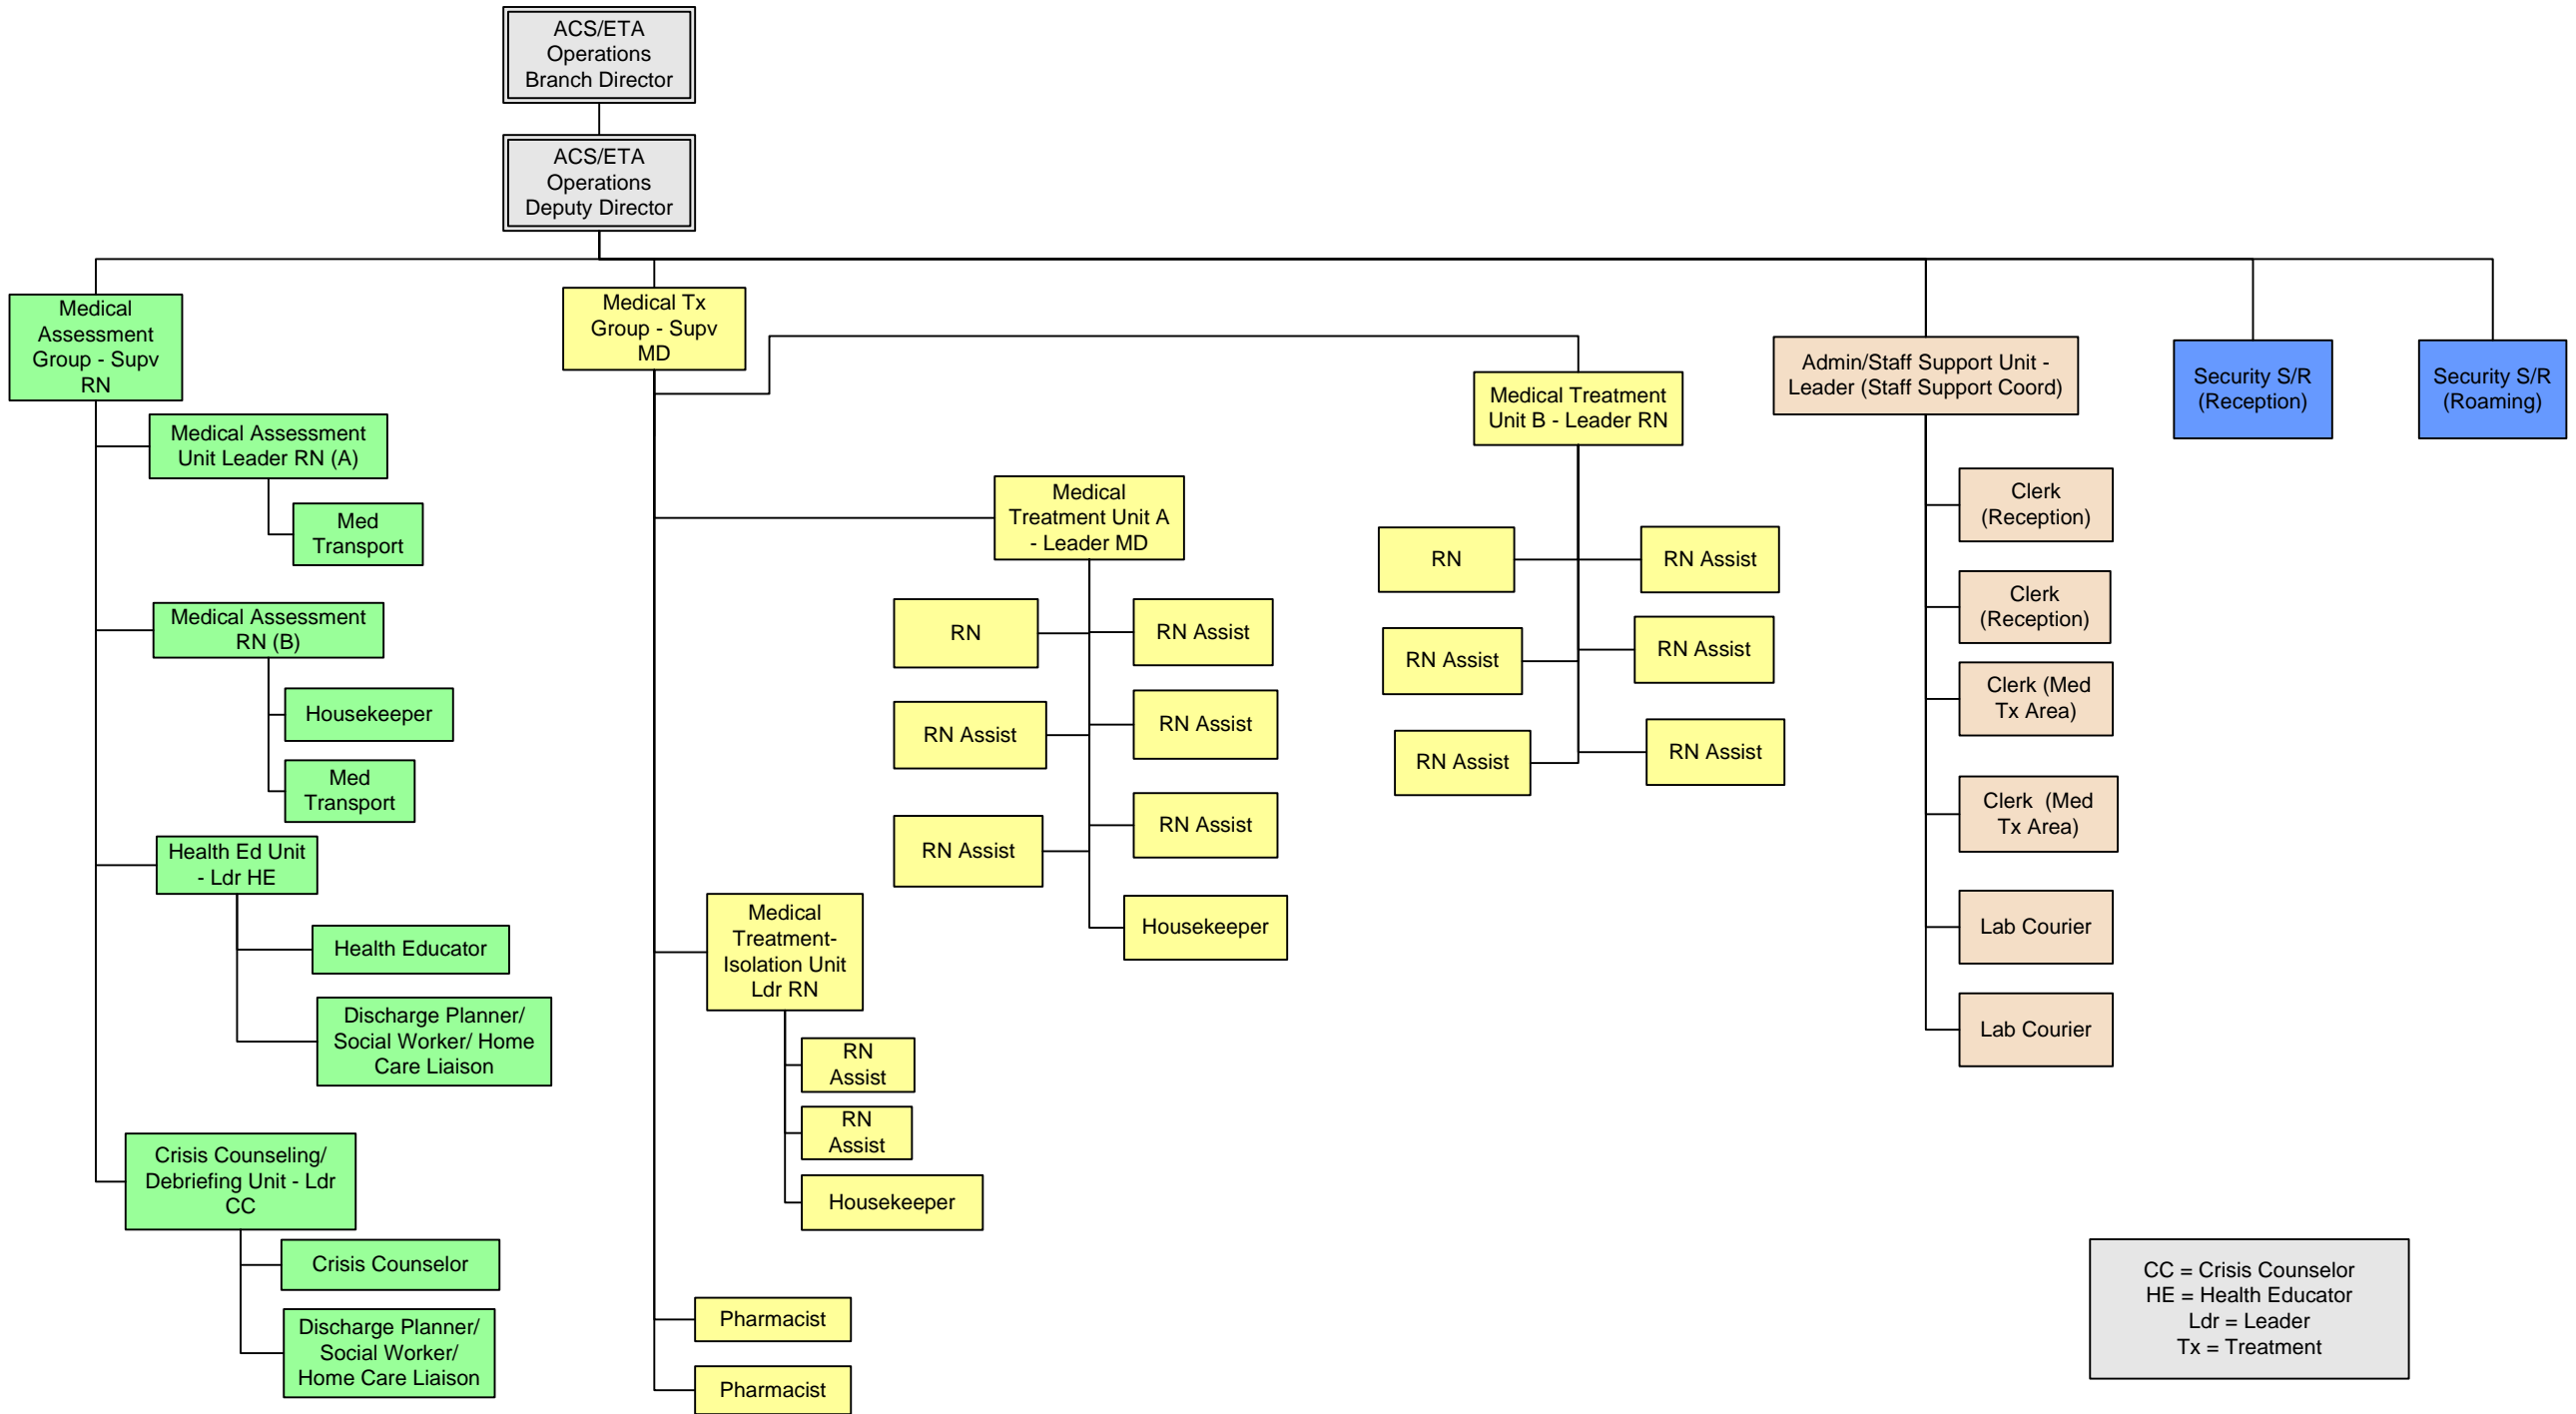 ACS/ETA
Operations
Branch Director
ACS/ETA
Operations
Deputy Director
Medical
Assessment
Group - Supv
RN
Medical Assessment
Unit Leader RN (A)
Med
Transport
Medical Assessment
RN (B)
Housekeeper
Med
Transport
Health Ed Unit
- Ldr HE
Health Educator
Discharge Planner/
Social Worker/ Home
Care Liaison
Crisis Counseling/
Debriefing Unit - Ldr
CC
Crisis Counselor
Discharge Planner/
Social Worker/
Home Care Liaison
Medical Tx
Group - Supv
MD
Medical
Treatment Unit A
- Leader MD
RN
RN Assist
RN Assist
RN Assist
RN Assist
RN Assist
Housekeeper
Medical
Treatment-
Isolation Unit
Ldr RN
RN
Assist
RN
Assist
Housekeeper
Pharmacist
Pharmacist
Medical Treatment
Unit B - Leader RN
RN
RN Assist
RN Assist
RN Assist
RN Assist
RN Assist
Admin/Staff Support Unit -
Leader (Staff Support Coord)
Clerk
(Reception)
Clerk
(Reception)
Clerk (Med
Tx Area)
Clerk  (Med
Tx Area)
Lab Courier
Lab Courier
Security S/R
(Reception)
Security S/R
(Roaming)
CC = Crisis Counselor
HE = Health Educator
Ldr = Leader
Tx = Treatment